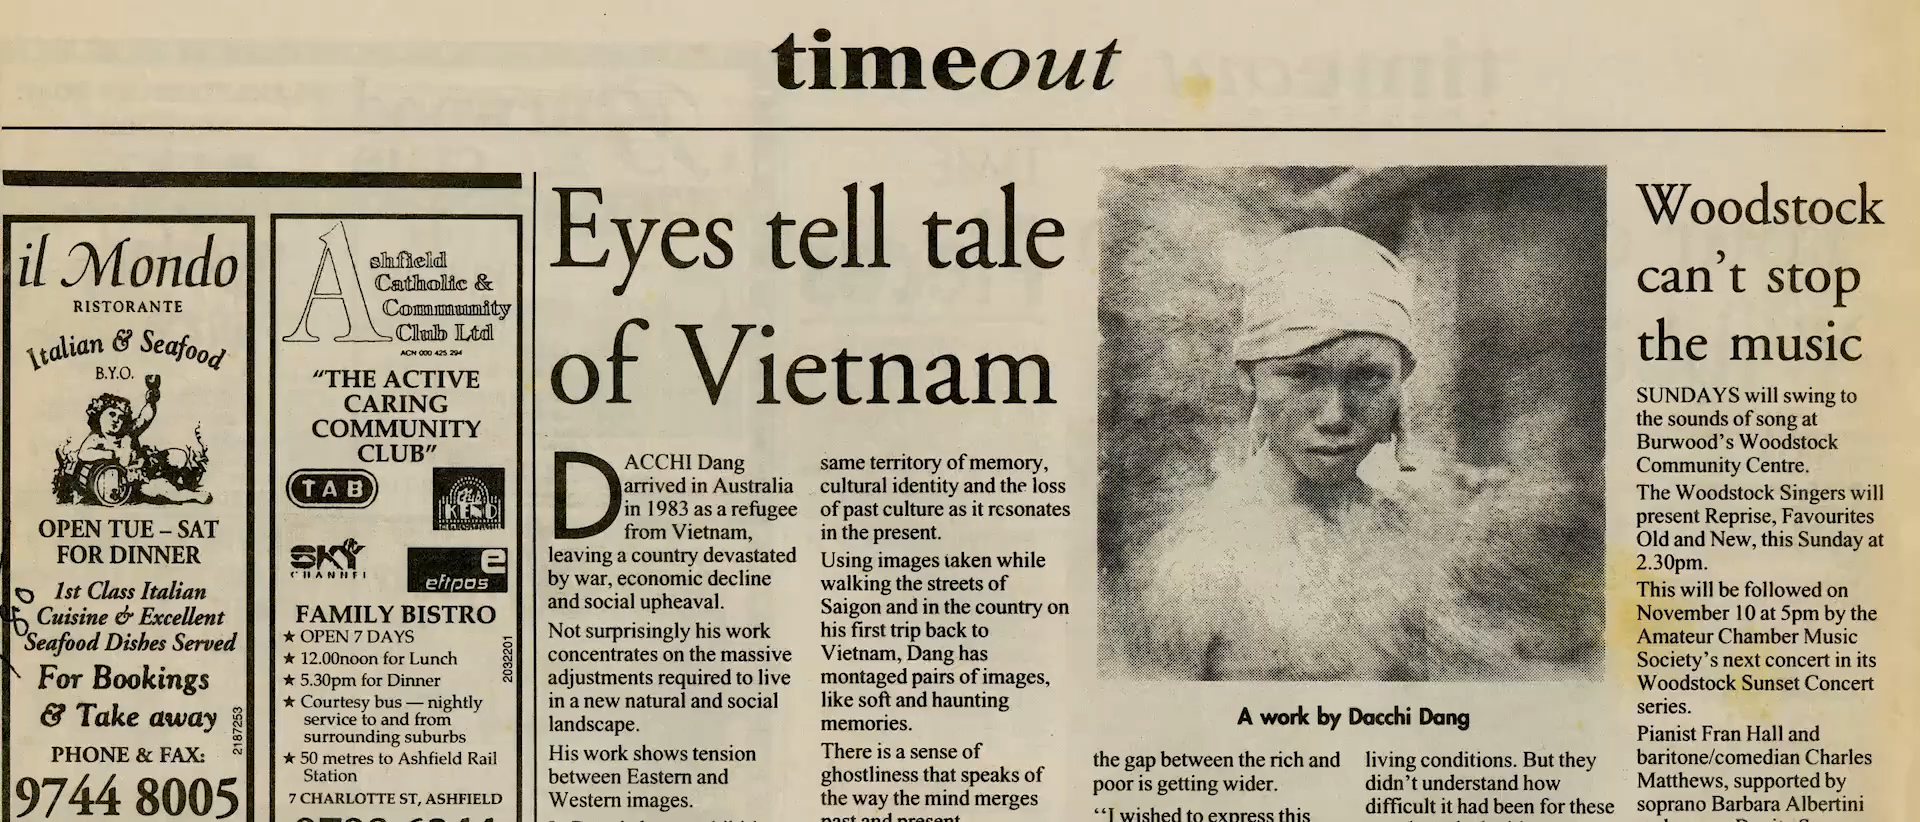 timeout
il Mondo
RISTORANTE
Italian & Seafood
B.Y.O.
OPEN TUE – SAT
FOR DINNER
1st Class Italian
Cuisine & Excellent
Seafood Dishes Served
For Bookings
& Take away
PHONE & FAX:
9744 8005
2187253
Ashfield
Catholic &
Community
Club Ltd
ACN 000 425 294
"THE ACTIVE
CARING
COMMUNITY
CLUB"
TAB
KENO
SKY
CHANNEL
e
eftpos
FAMILY BISTRO
★ OPEN 7 DAYS
★ 12.00noon for Lunch
★ 5.30pm for Dinner
★ Courtesy bus — nightly
service to and from
surrounding suburbs
★ 50 metres to Ashfield Rail
Station
7 CHARLOTTE ST, ASHFIELD
2032201
Eyes tell tale
of Vietnam
DACCHI Dang
arrived in Australia
in 1983 as a refugee
from Vietnam,
leaving a country devastated
by war, economic decline
and social upheaval.
Not surprisingly his work
concentrates on the massive
adjustments required to live
in a new natural and social
landscape.
His work shows tension
between Eastern and
Western images.
same territory of memory,
cultural identity and the loss
of past culture as it resonates
in the present.
Using images taken while
walking the streets of
Saigon and in the country on
his first trip back to
Vietnam, Dang has
montaged pairs of images,
like soft and haunting
memories.
There is a sense of
ghostliness that speaks of
the way the mind merges
past and present.
A work by Dacchi Dang
the gap between the rich and
poor is getting wider.
"I wished to express this
living conditions. But they
didn't understand how
difficult it had been for these
Woodstock
can't stop
the music
SUNDAYS will swing to
the sounds of song at
Burwood's Woodstock
Community Centre.
The Woodstock Singers will
present Reprise, Favourites
Old and New, this Sunday at
2.30pm.
This will be followed on
November 10 at 5pm by the
Amateur Chamber Music
Society's next concert in its
Woodstock Sunset Concert
series.
Pianist Fran Hall and
baritone/comedian Charles
Matthews, supported by
soprano Barbara Albertini